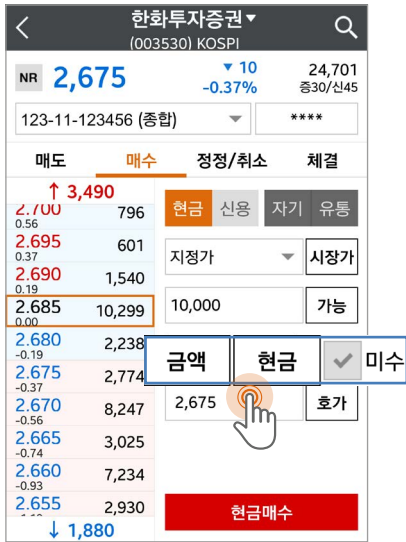 한화투자증권▼
(003530) KOSPI
NR 2,675 ▼ 10 -0.37% 24,701 증30/신45
123-11-123456 (종합) ****
매도 매수 정정/취소 체결
↑ 3,490
2.700 796
0.56
2.695 601
0.37
2.690 1,540
0.19
2.685 10,299
0.00
2.680 2,238
-0.19
2.675 2,774
-0.37
2.670 8,247
-0.56
2.665 3,025
-0.74
2.660 7,234
-0.93
2.655 2,930
↓ 1,880
현금 신용 자기 유통
지정가 시장가
10,000 가능
금액 현금 미수
2,675 호가
현금매수